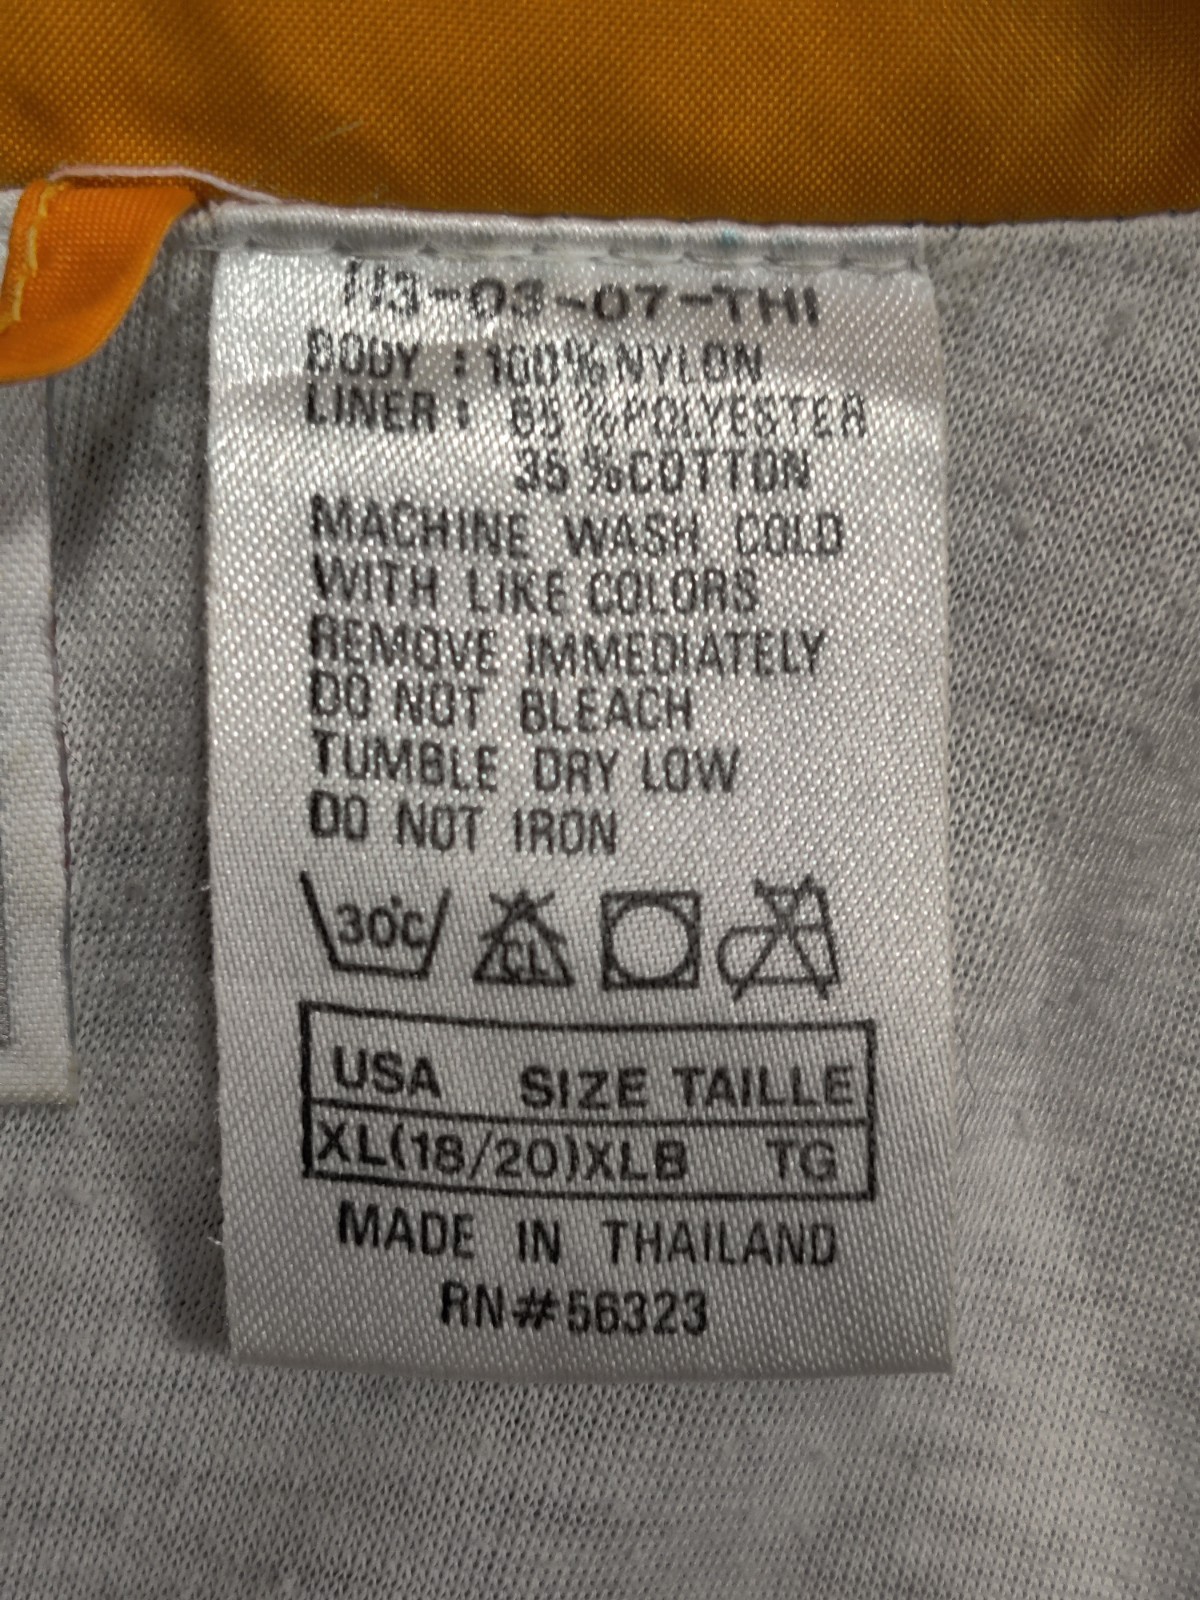 113-03-07-THI
BODY : 100%NYLON
LINER : 65%POLYESTER
35%COTTON
MACHINE WASH COLD
WITH LIKE COLORS
REMOVE IMMEDIATELY
DO NOT BLEACH
TUMBLE DRY LOW
DO NOT IRON
30°C CL
USA SIZE TAILLE
XL(18/20)XLB TG
MADE IN THAILAND
RN#56323